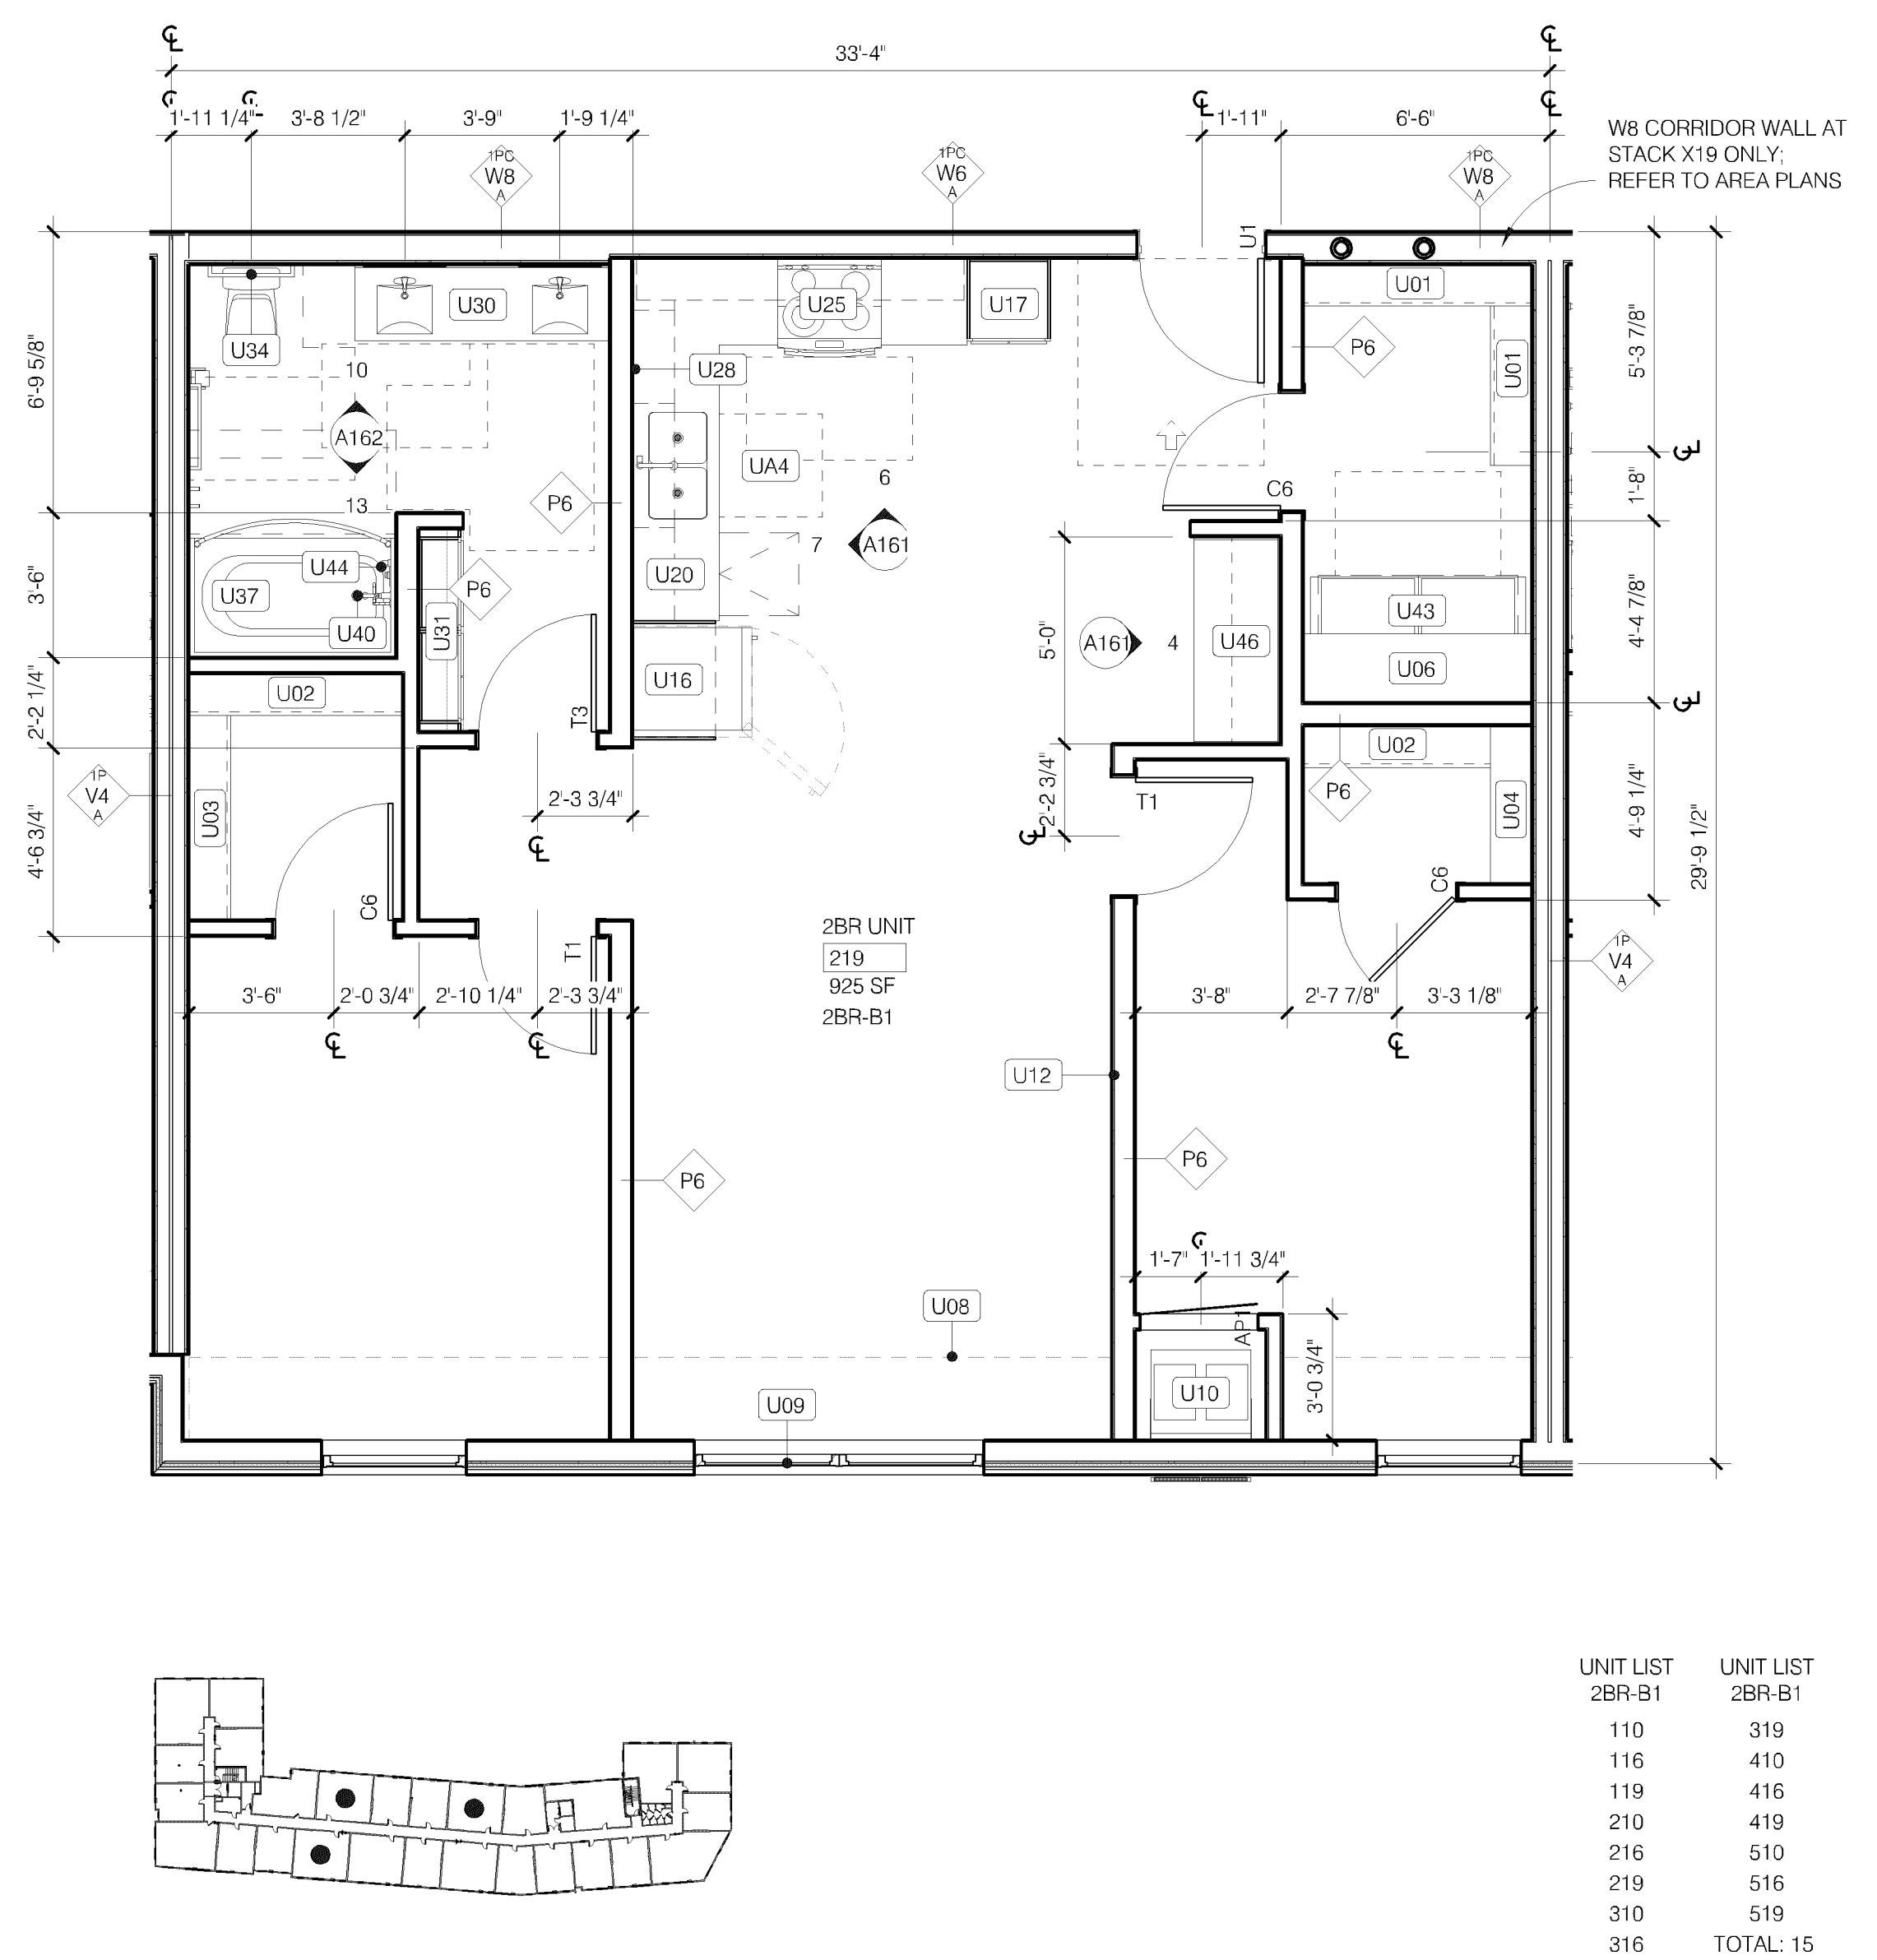 33'-4"
1'-11 1/4"
3'-8 1/2"
3'-9"
1'-9 1/4"
1'-11"
6'-6"
W8 CORRIDOR WALL AT
STACK X19 ONLY;
REFER TO AREA PLANS
1PC
W8
A
1PC
W6
A
1PC
W8
A
U1
U30
U25
U17
U01
U34
U28
P6
U01
10
A162
13
P6
UA4
6
7
A161
C6
6'-9 5/8"
5'-3 7/8"
1'-8"
3'-6"
U44
U37
U40
U31
P6
U20
U16
T3
5'-0"
A161
4
U46
U43
U06
4'-4 7/8"
2'-2 1/4"
U02
U03
C6
1P
V4
A
4'-6 3/4"
2'-3 3/4"
2'-2 3/4"
T1
U02
P6
U04
C6
4'-9 1/4"
29'-9 1/2"
T1
2BR UNIT
219
925 SF
2BR-B1
1P
V4
A
3'-6"
2'-0 3/4"
2'-10 1/4"
2'-3 3/4"
3'-8"
2'-7 7/8"
3'-3 1/8"
U12
P6
P6
1'-7"
1'-11 3/4"
U08
AP1
3'-0 3/4"
U10
U09
UNIT LIST
2BR-B1
110
116
119
210
216
219
310
316
UNIT LIST
2BR-B1
319
410
416
419
510
516
519
TOTAL: 15